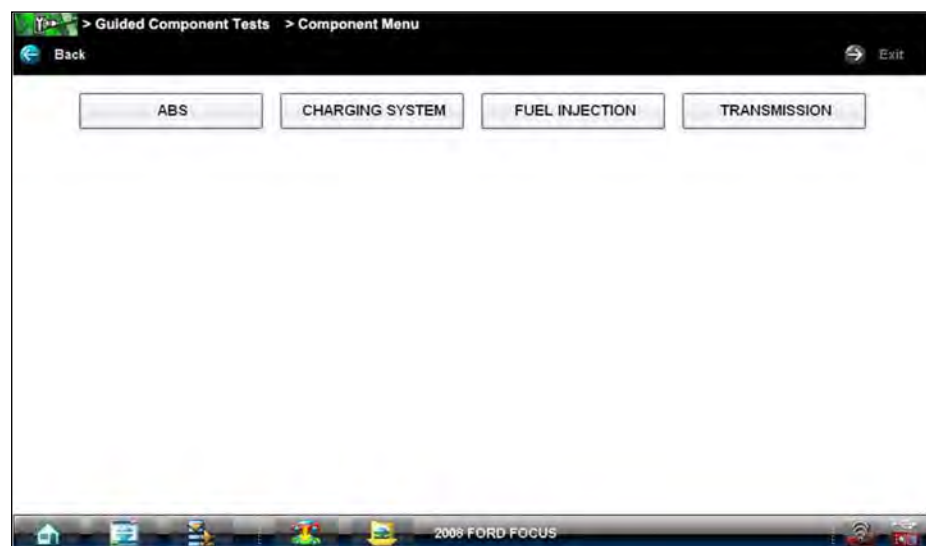 > Guided Component Tests > Component Menu
Back Exit
ABS CHARGING SYSTEM FUEL INJECTION TRANSMISSION
2008 FORD FOCUS